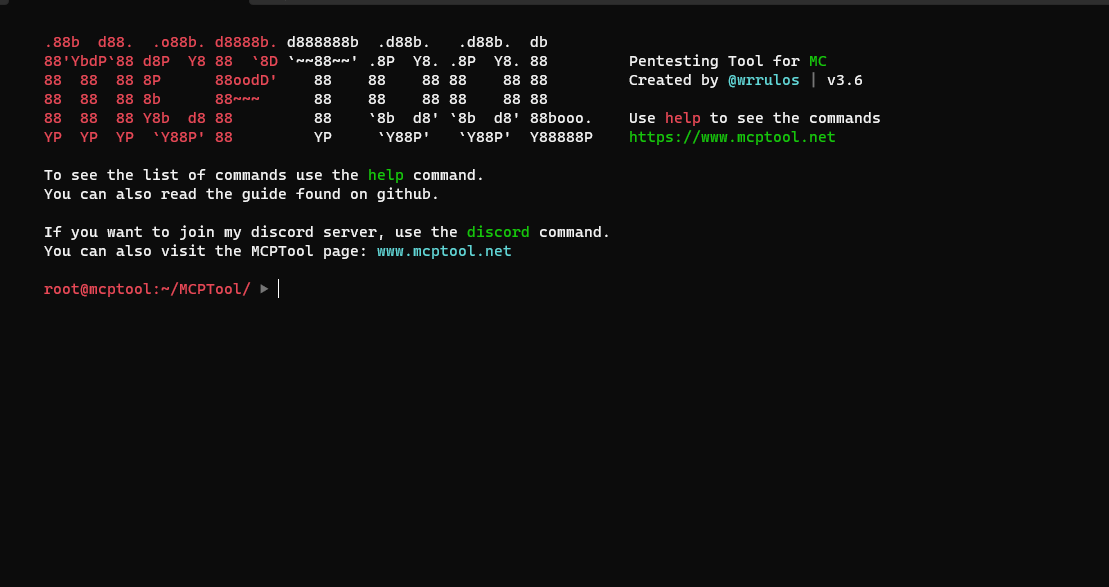 .88b  d88.  .o88b. d8888b. d888888b  .d88b.   .d88b.  db
88'YbdP`88 d8P  Y8 88  `8D `~~88~~' .8P  Y8. .8P  Y8. 88         Pentesting Tool for MC
88  88  88 8P      88oodD'    88    88    88 88    88 88         Created by @wrrulos | v3.6
88  88  88 8b      88~~~      88    88    88 88    88 88
88  88  88 Y8b  d8 88         88    `8b  d8' `8b  d8' 88booo.    Use help to see the commands
YP  YP  YP  `Y88P' 88         YP     `Y88P'   `Y88P'  Y88888P    https://www.mcptool.net
To see the list of commands use the help command.
You can also read the guide found on github.
If you want to join my discord server, use the discord command.
You can also visit the MCPTool page: www.mcptool.net
root@mcptool:~/MCPTool/ ►